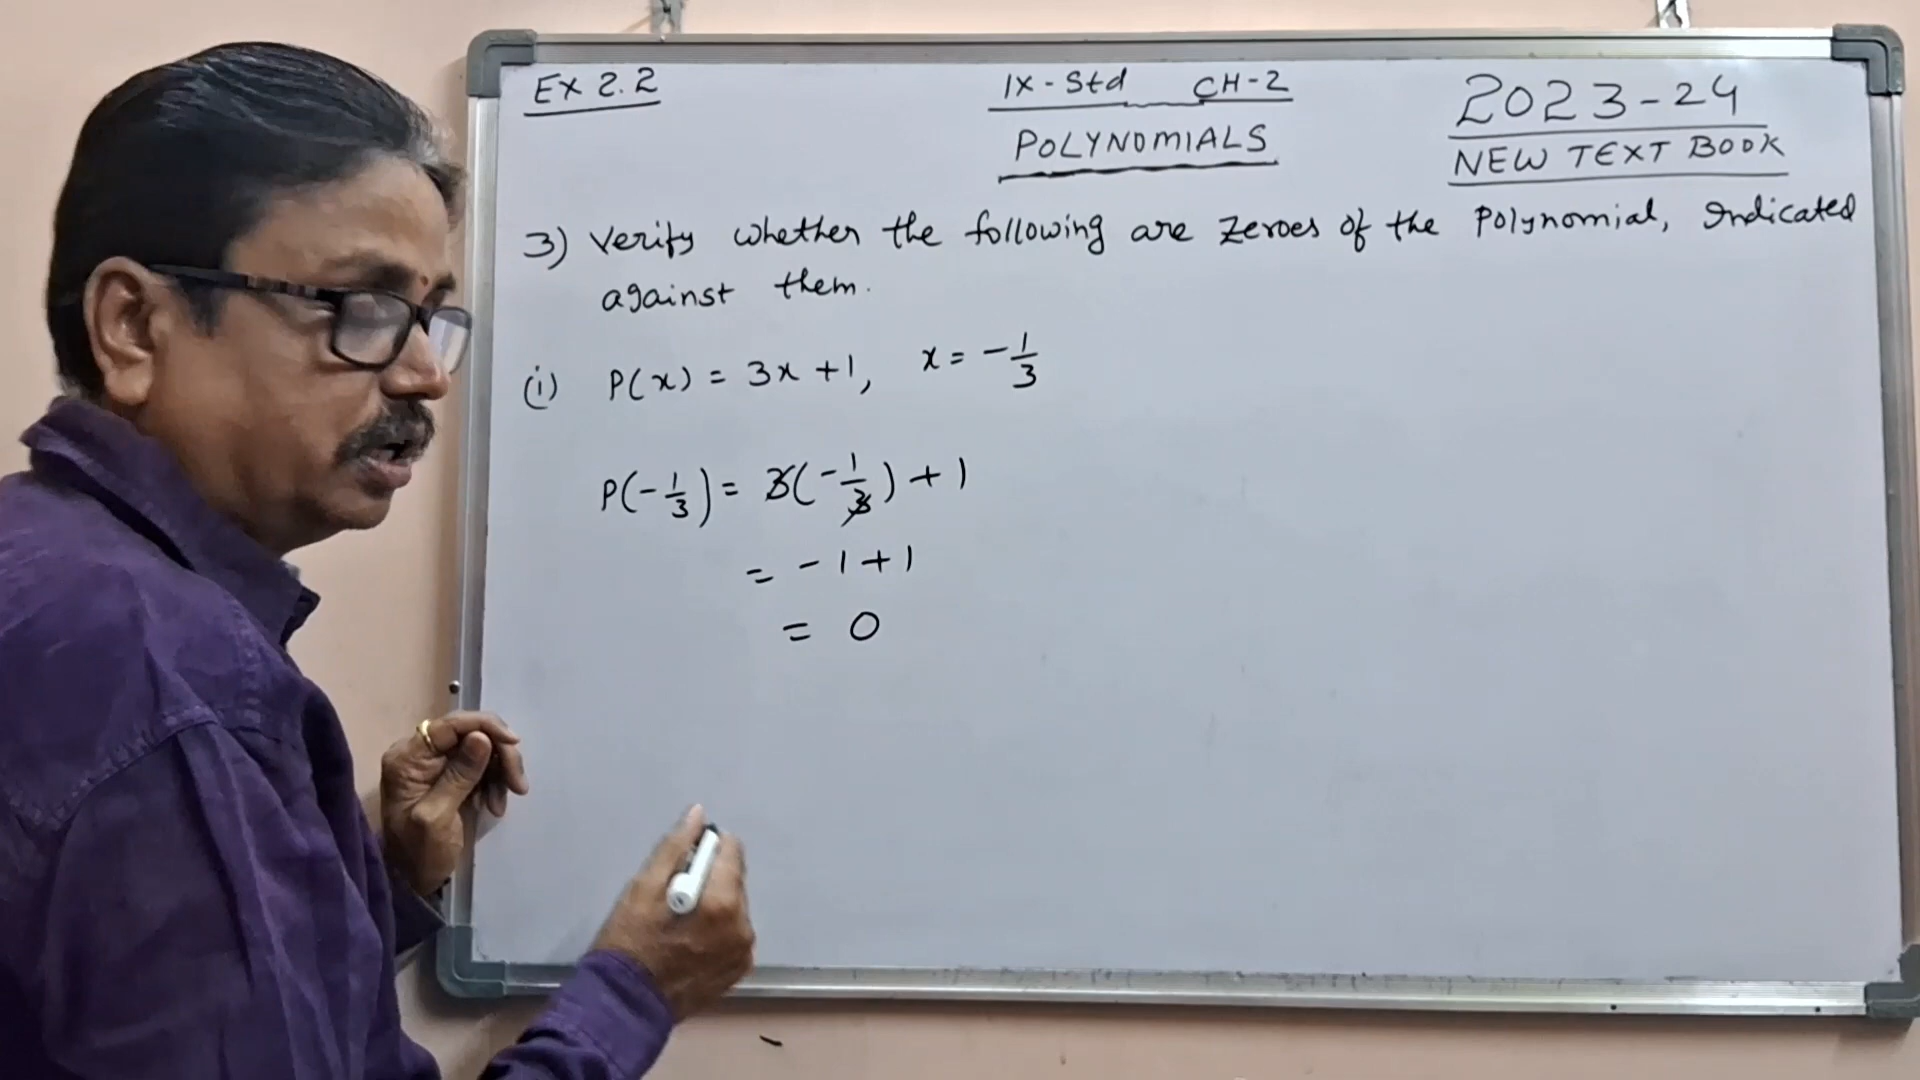 EX 2.2
IX - Std CH-2
POLYNOMIALS
2023-24
NEW TEXT BOOK
3) Verify whether the following are zeroes of the Polynomial, Indicated
against them.
(i) P(x) = 3x +1, x = -1/3
P(-1/3) = 3(-1/3) + 1
= -1+1
= 0